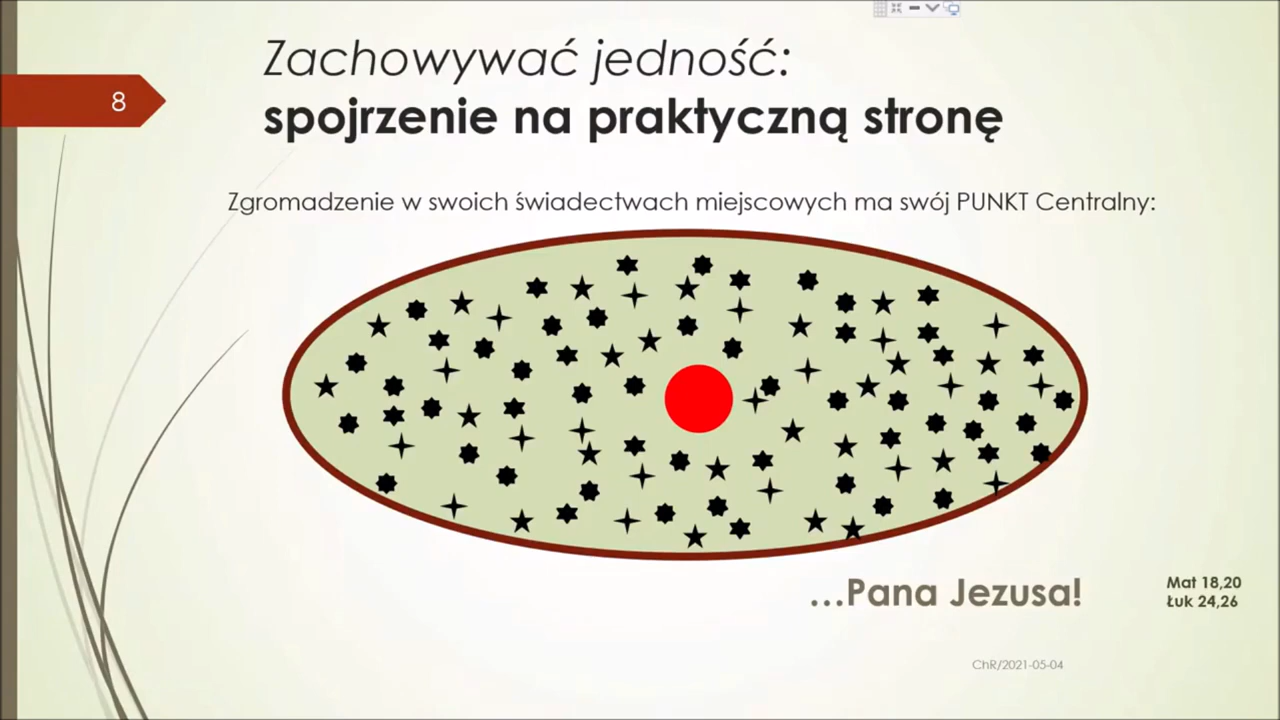 8
Zachowywać jedność:
spojrzenie na praktyczną stronę
Zgromadzenie w swoich świadectwach miejscowych ma swój PUNKT Centralny:
...Pana Jezusa!
Mat 18,20
Łuk 24,26
ChR/2021-05-04